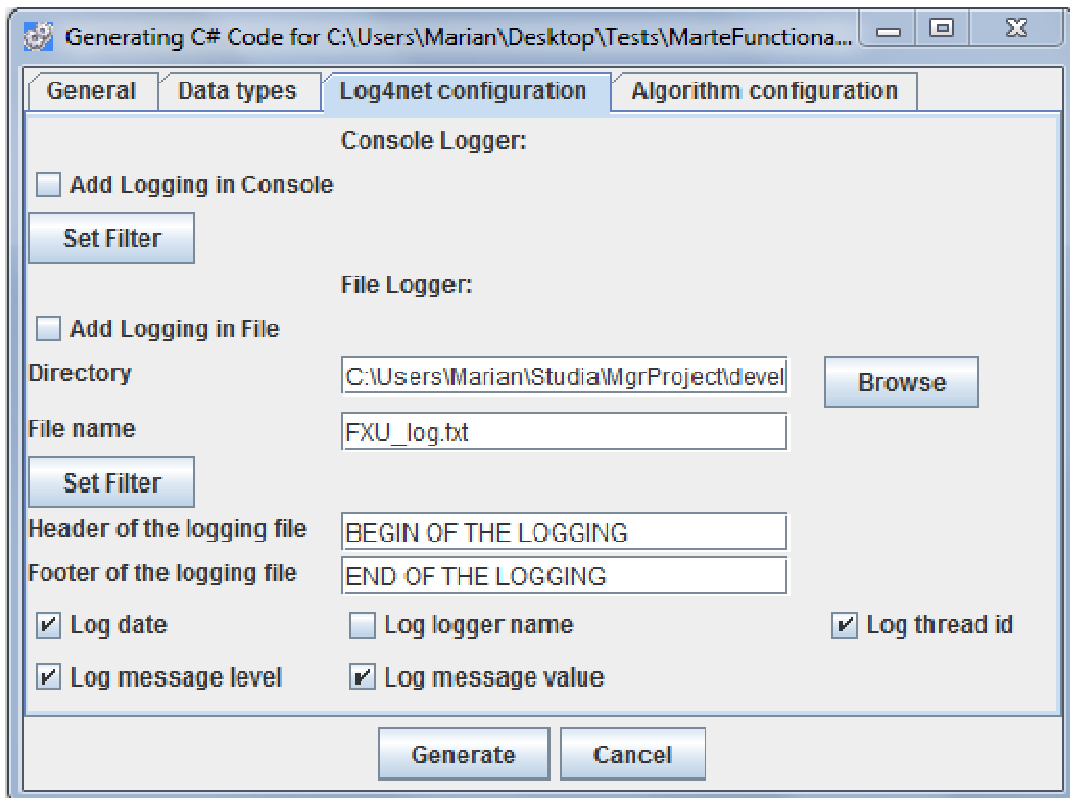 Generating C# Code for C:\Users\Marian\Desktop\Tests\MarteFunctiona....
General Data types Log4net configuration Algorithm configuration
Console Logger:
Add Logging in Console
Set Filter
File Logger:
Add Logging in File
Directory C:\Users\Marian\Studia\MgrProject\devel Browse
File name FXU_log.txt
Set Filter
Header of the logging file BEGIN OF THE LOGGING
Footer of the logging file END OF THE LOGGING
Log date Log logger name Log thread id
Log message level Log message value
Generate Cancel